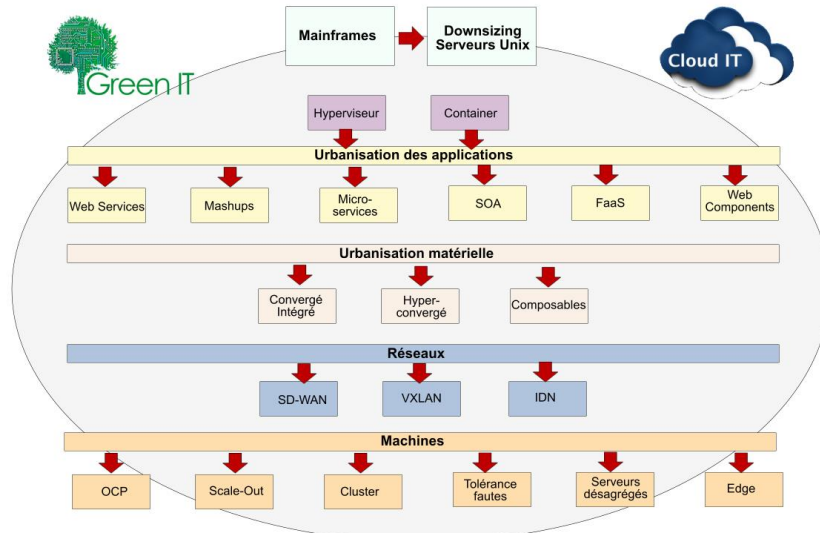 Mainframes
Downsizing
Serveurs Unix
Green IT
Cloud IT
Hyperviseur
Container
Urbanisation des applications
Web Services
Mashups
Micro-
services
SOA
FaaS
Web
Components
Urbanisation matérielle
Convergé
Intégré
Hyper-
convergé
Composables
Réseaux
SD-WAN
VXLAN
IDN
Machines
OCP
Scale-Out
Cluster
Tolérance
fautes
Serveurs
désagrégés
Edge